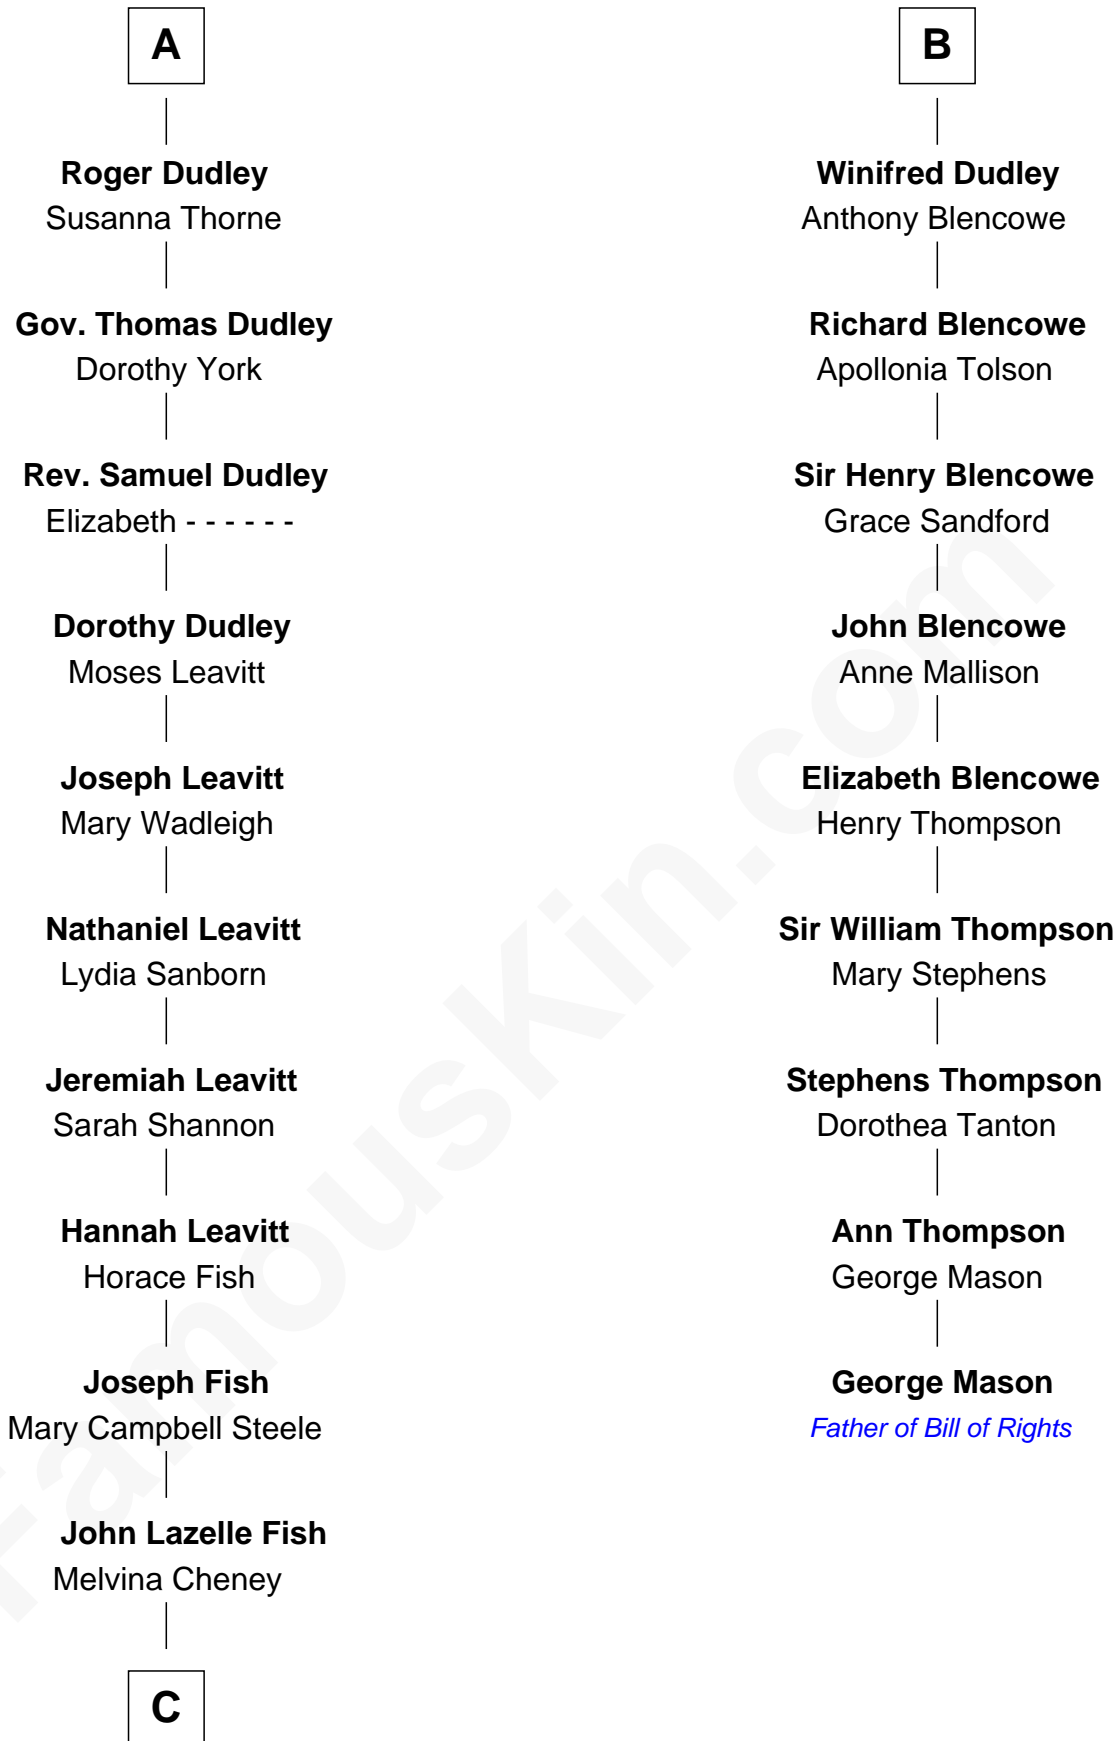 A
Roger Dudley
Susanna Thorne
Gov. Thomas Dudley
Dorothy York
Rev. Samuel Dudley
Elizabeth - - - - - -
Dorothy Dudley
Moses Leavitt
Joseph Leavitt
Mary Wadleigh
Nathaniel Leavitt
Lydia Sanborn
Jeremiah Leavitt
Sarah Shannon
Hannah Leavitt
Horace Fish
Joseph Fish
Mary Campbell Steele
John Lazelle Fish
Melvina Cheney
C
B
Winifred Dudley
Anthony Blencowe
Richard Blencowe
Apollonia Tolson
Sir Henry Blencowe
Grace Sandford
John Blencowe
Anne Mallison
Elizabeth Blencowe
Henry Thompson
Sir William Thompson
Mary Stephens
Stephens Thompson
Dorothea Tanton
Ann Thompson
George Mason
George Mason
Father of Bill of Rights
FamousKin.com